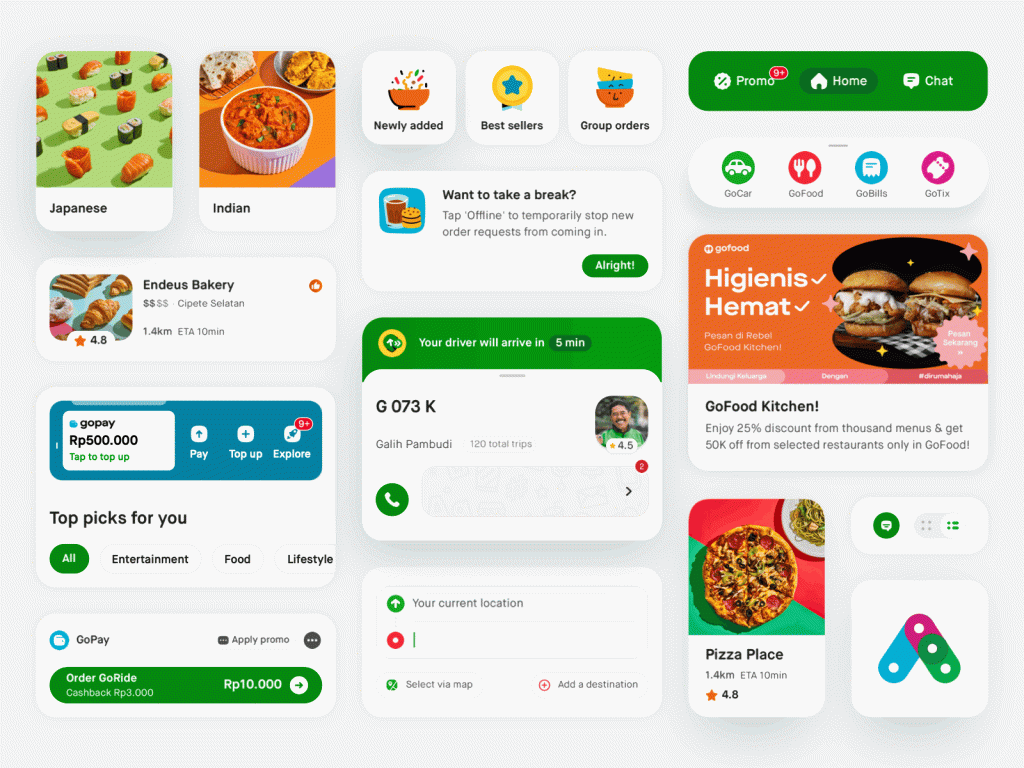 Japanese
Indian
Endeus Bakery
$$$$ · Cipete Selatan
1.4km ETA 10min
4.8
gopay
Rp500.000
Tap to top up
Pay
Top up
9+
Explore
Top picks for you
All
Entertainment
Food
Lifestyle
GoPay
Apply promo
Order GoRide
Cashback Rp3.000
Rp10.000
Newly added
Best sellers
Group orders
Want to take a break?
Tap 'Offline' to temporarily stop new
order requests from coming in.
Alright!
Your driver will arrive in 5 min
G 073 K
Galih Pambudi
120 total trips
4.5
2
Your current location
Select via map
Add a destination
Promo
9+
Home
Chat
GoCar
GoFood
GoBills
GoTix
gofood
Higienis
Hemat
Pesan di Rebel
GoFood Kitchen!
Pesan
Sekarang
»
Lindungi Keluarga
Dengan
#dirumahaja
GoFood Kitchen!
Enjoy 25% discount from thousand menus & get
50K off from selected restaurants only in GoFood!
Pizza Place
1.4km ETA 10min
4.8